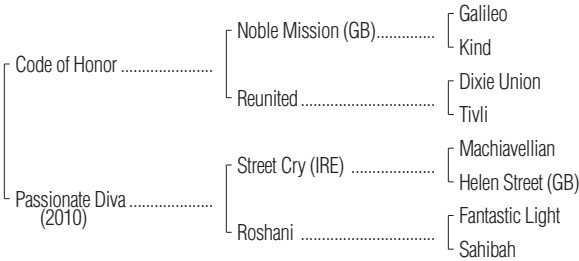 Galileo
Noble Mission (GB)..............
Kind
Code of Honor ......................
Dixie Union
Reunited ................................
Tivli
Machiavellian
Street Cry (IRE) ....................
Helen Street (GB)
Passionate Diva ....................
(2010)
Fantastic Light
Roshani ................................
Sahibah